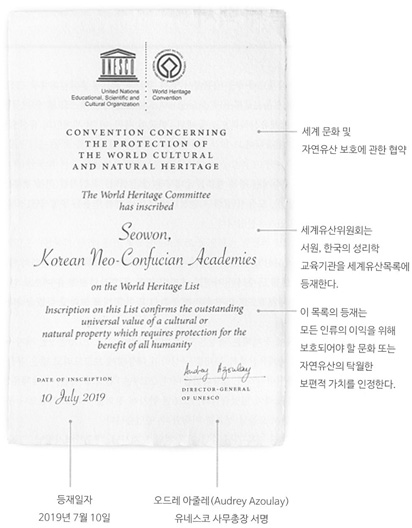 UNESCO
United Nations
Educational, Scientific and
Cultural Organization
World Heritage
Convention
CONVENTION CONCERNING
THE PROTECTION OF
THE WORLD CULTURAL
AND NATURAL HERITAGE
The World Heritage Committee
has inscribed
Seowon,
Korean Neo-Confucian Academies
on the World Heritage List
Inscription on this List confirms the outstanding
universal value of a cultural or
natural property which requires protection for the
benefit of all humanity
DATE OF INSCRIPTION
10 July 2019
Audrey Azoulay
DIRECTOR-GENERAL
OF UNESCO
세계 문화 및
자연유산 보호에 관한 협약
세계유산위원회는
서원, 한국의 성리학
교육기관을 세계유산목록에
등재한다.
이 목록의 등재는
모든 인류의 이익을 위해
보호되어야 할 문화 또는
자연유산의 탁월한
보편적 가치를 인정한다.
등재일자
2019년 7월 10일
오드레 아줄레(Audrey Azoulay)
유네스코 사무총장 서명